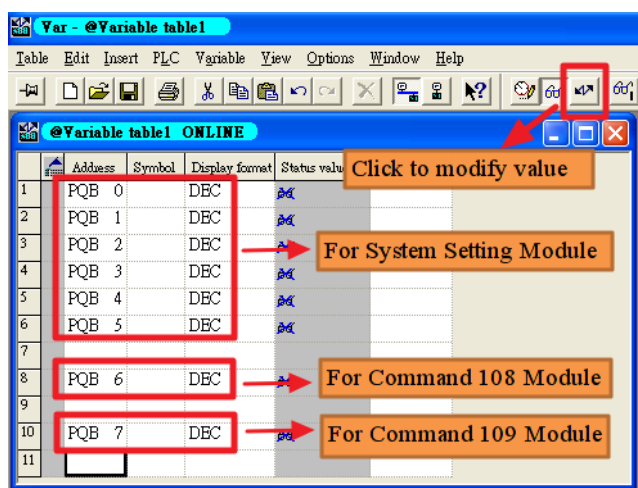 Var - @Variable table1
Table Edit Insert PLC Variable View Options Window Help
@Variable table1 ONLINE
Click to modify value
Address Symbol Display format Status valu
1 PQB 0 DEC
2 PQB 1 DEC
3 PQB 2 DEC
For System Setting Module
4 PQB 3 DEC
5 PQB 4 DEC
6 PQB 5 DEC
7
8 PQB 6 DEC
For Command 108 Module
9
10 PQB 7 DEC
For Command 109 Module
11